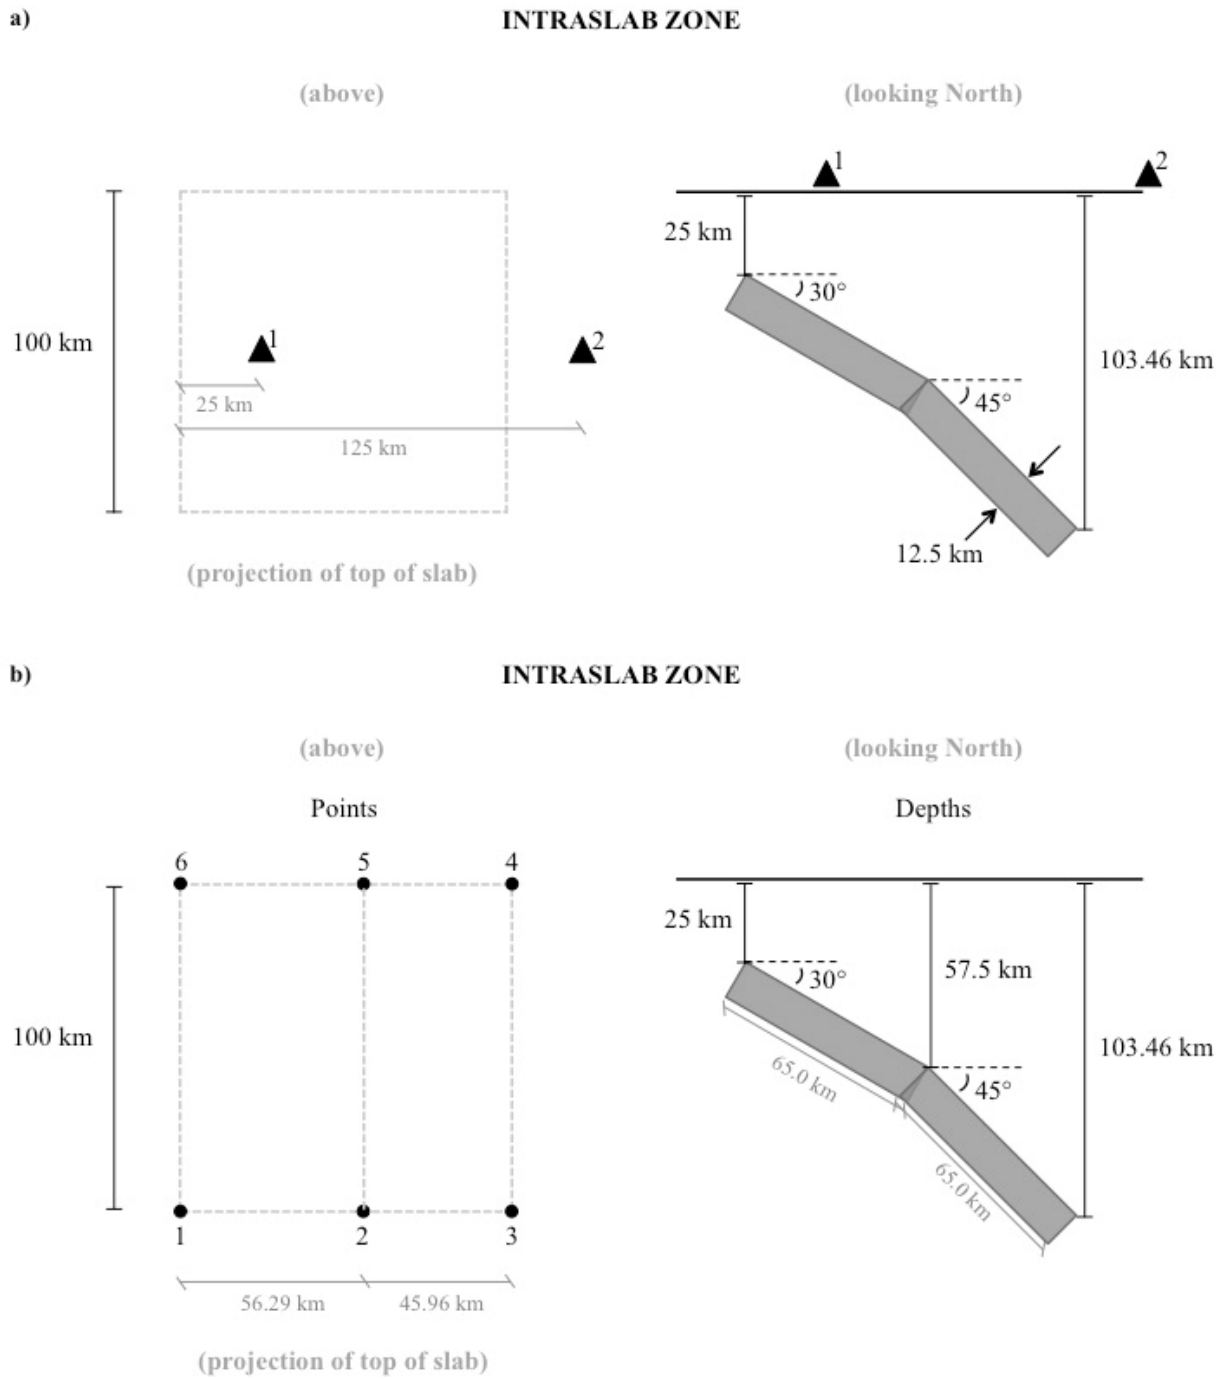 a)
INTRASLAB ZONE
(above)
(looking North)
1
2
25 km
30°
100 km
1
2
103.46 km
25 km
45°
125 km
12.5 km
(projection of top of slab)
b)
INTRASLAB ZONE
(above)
(looking North)
Points
Depths
6
5
4
25 km
57.5 km
30°
100 km
103.46 km
65.0 km
45°
65.0 km
1
2
3
56.29 km
45.96 km
(projection of top of slab)